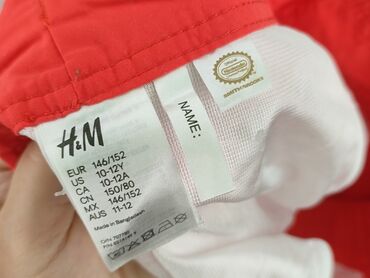 H&M
EUR 146/152
US 10-12Y
CA 10-12A
CN 150/80
MX 146/152
AUS 11-12
Made in Bangladesh
NAME:
Nintendo